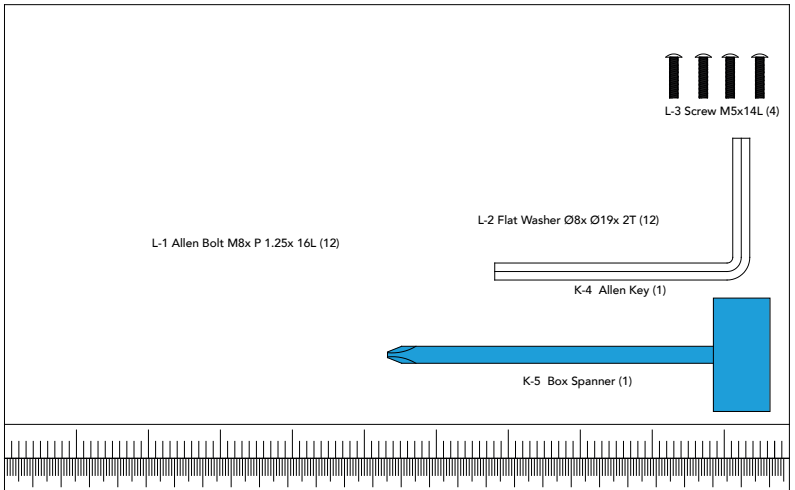 L-3 Screw M5x14L (4)
L-2 Flat Washer Ø8x Ø19x 2T (12)
L-1 Allen Bolt M8x P 1.25x 16L (12)
K-4 Allen Key (1)
K-5 Box Spanner (1)